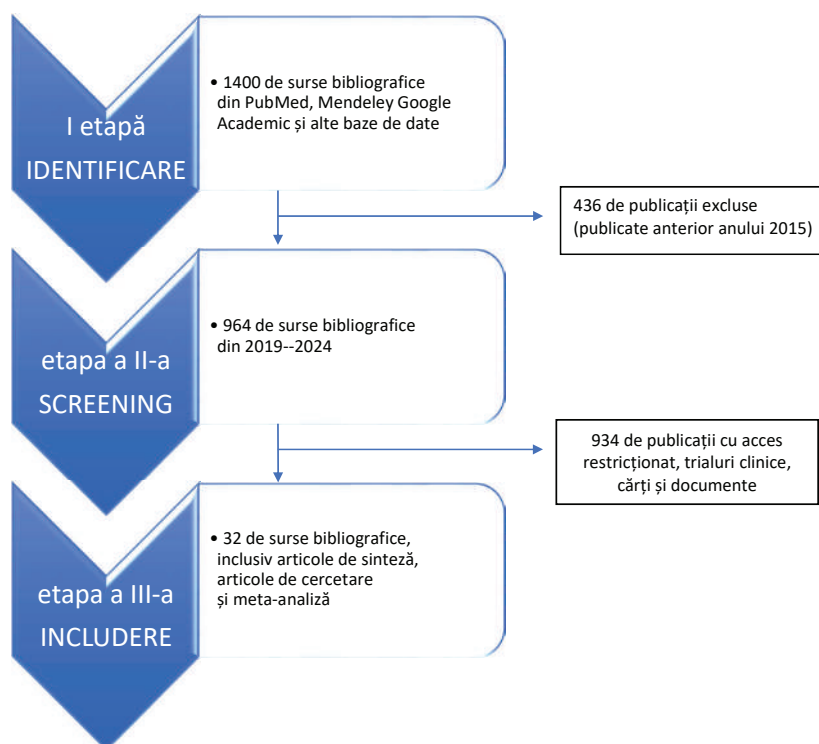 I etapă
IDENTIFICARE
• 1400 de surse bibliografice
din PubMed, Mendeley Google
Academic și alte baze de date
436 de publicații excluse
(publicate anterior anului 2015)
etapa a II-a
SCREENING
• 964 de surse bibliografice
din 2019--2024
934 de publicații cu acces
restricționat, trialuri clinice,
cărți și documente
etapa a III-a
INCLUDERE
• 32 de surse bibliografice,
inclusiv articole de sinteză,
articole de cercetare
și meta-analiză